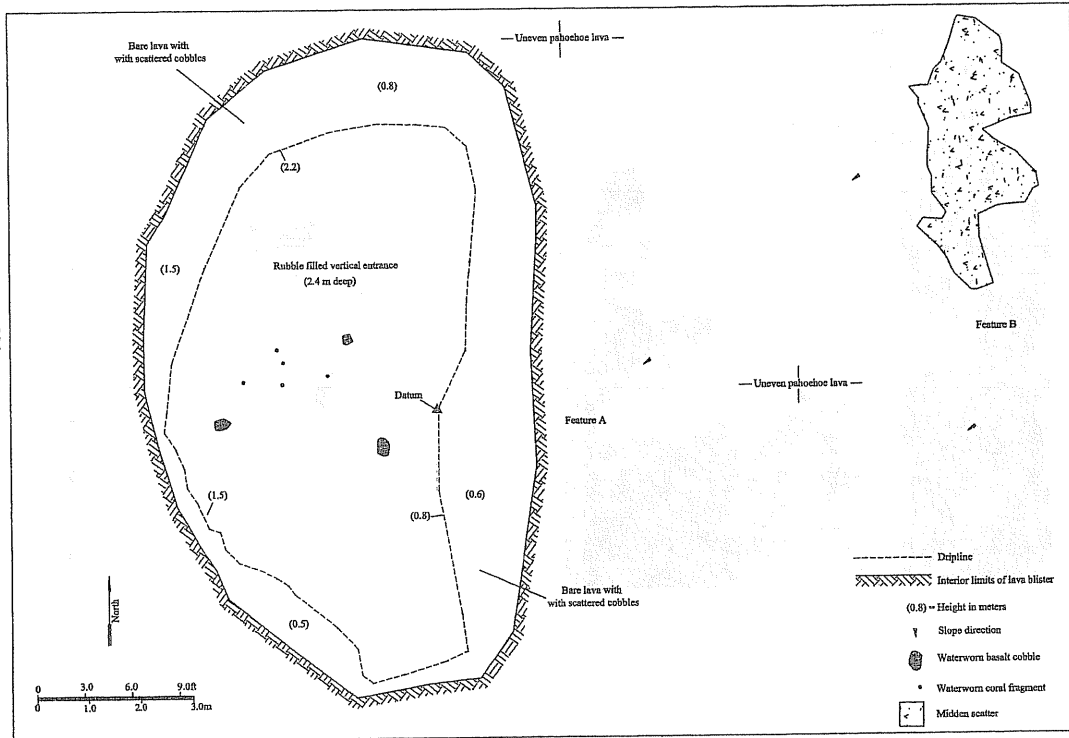 Bare lava with
with scattered cobbles
Uneven pahoehoe lava
(0.8)
(2.2)
(1.5)
Rubble filled vertical entrance
(2.4 m deep)
Feature B
Uneven pahoehoe lava
Datum
Feature A
(1.5)
(0.6)
(0.8)
Bare lava with
with scattered cobbles
(0.5)
North
0 3.0 6.0 9.0ft
0 1.0 2.0 3.0m
Dripline
Interior limits of lava blister
(0.8) -- Height in meters
Slope direction
Waterworn basalt cobble
Waterworn coral fragment
Midden scatter